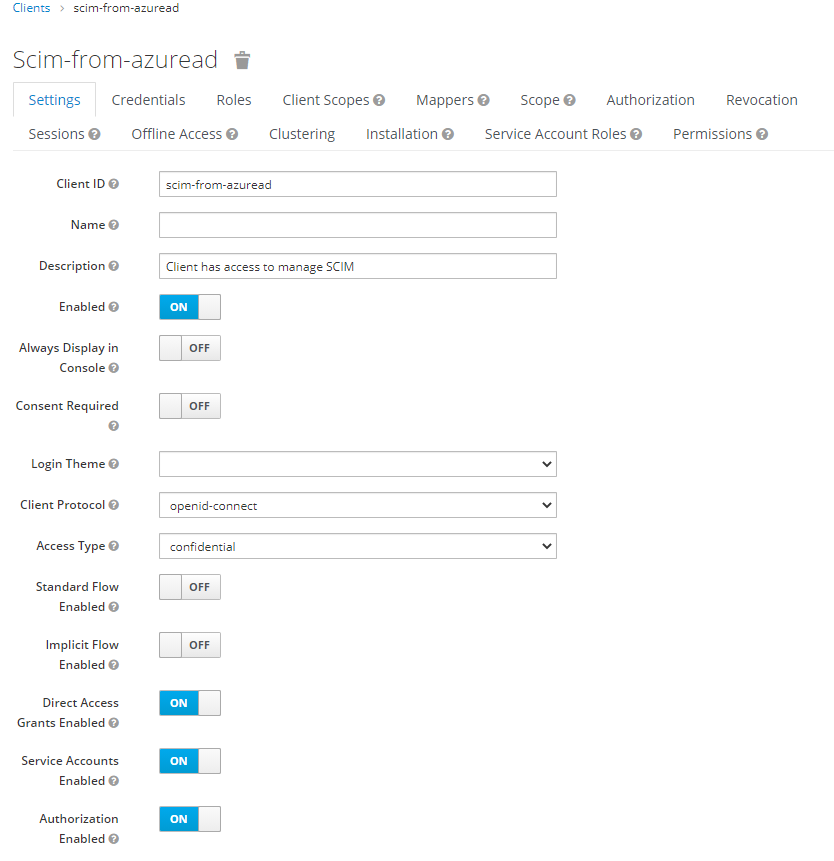 Clients > scim-from-azuread
Scim-from-azuread
Settings Credentials Roles Client Scopes Mappers Scope Authorization Revocation
Sessions Offline Access Clustering Installation Service Account Roles Permissions
Client ID scim-from-azuread
Name
Description Client has access to manage SCIM
Enabled ON
Always Display in
Console OFF
Consent Required OFF
Login Theme
Client Protocol openid-connect
Access Type confidential
Standard Flow
Enabled OFF
Implicit Flow
Enabled OFF
Direct Access
Grants Enabled ON
Service Accounts
Enabled ON
Authorization
Enabled ON